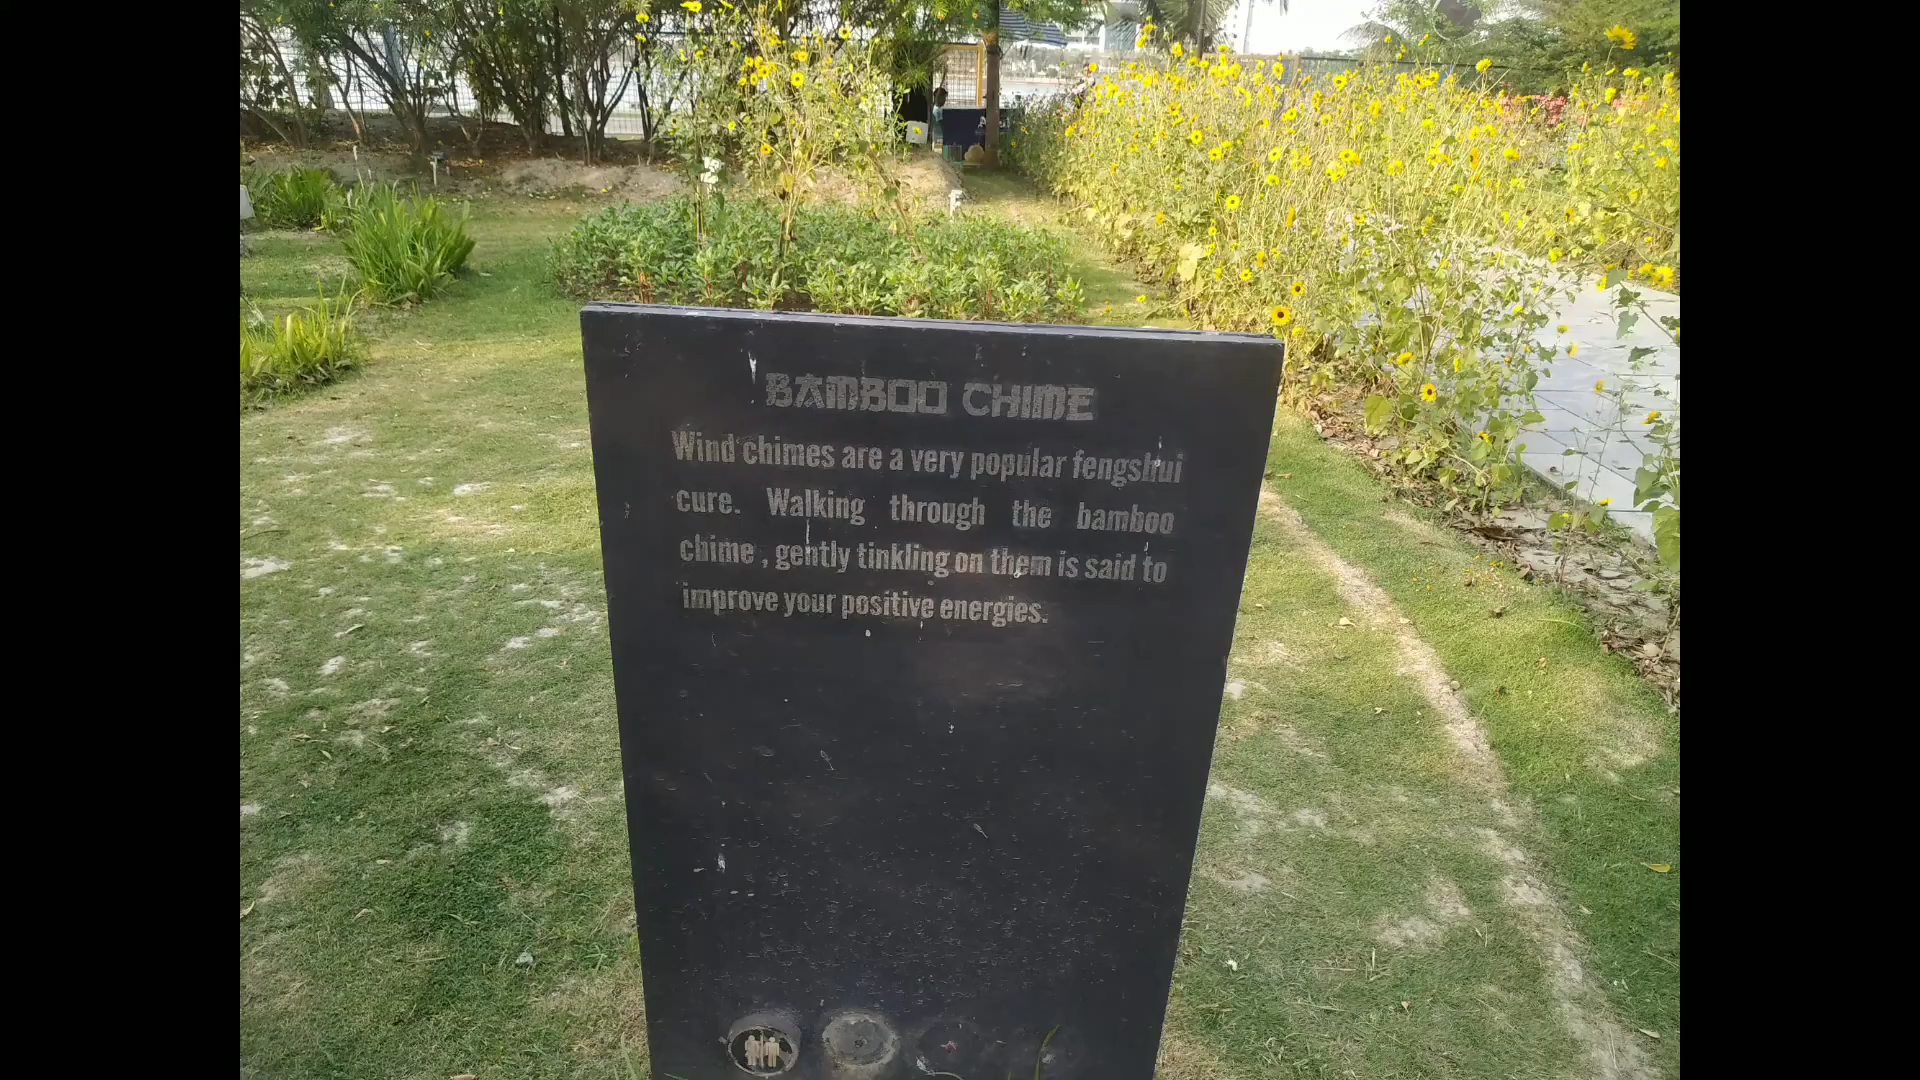 BAMBOO CHIME
Wind chimes are a very popular fengshui
cure. Walking through the bamboo
chime , gently tinkling on them is said to
improve your positive energies.